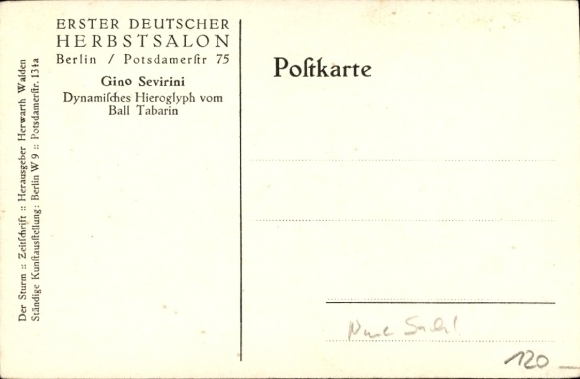 ERSTER DEUTSCHER
HERBSTSALON
Berlin / Potsdamerſtr 75
Gino Sevirini
Dynamiſches Hieroglyph vom
Ball Tabarin
Der Sturm :: Zeitſchrift :: Herausgeber Herwarth Walden
Ständige Kunſtausſtellung: Berlin W 9 :: Potsdamerſtr. 134a
Poſtkarte
120